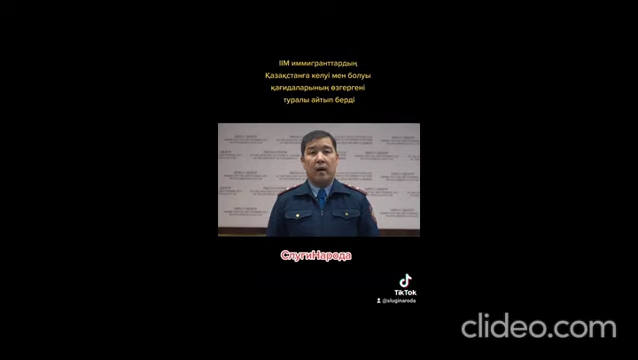 ІІМ иммигранттардың
Қазақстанға келуі мен болуы
қағидаларының өзгергені
туралы айтып берді
СлугиНарода
TikTok
@sluginaroda
clideo.com